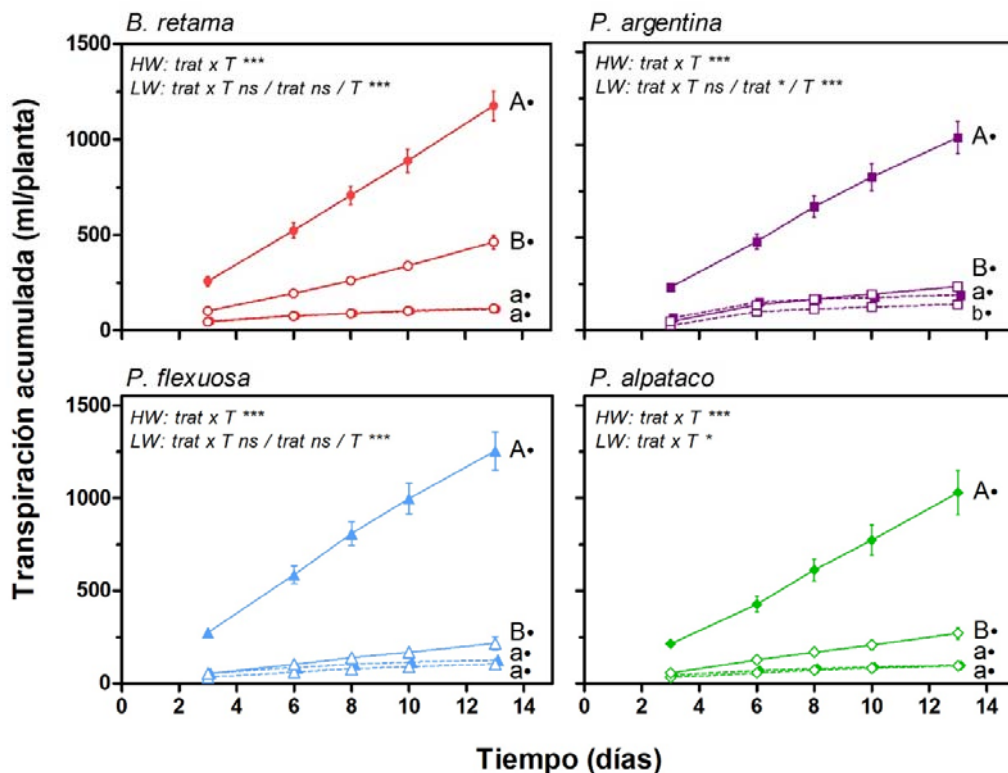 B. retama
P. argentina
1500
1000
500
0
HW: trat x T ***
LW: trat x T ns / trat ns / T ***
A•
B•
a•
a•
HW: trat x T ***
LW: trat x T ns / trat * / T ***
A•
B•
a•
b•
P. flexuosa
P. alpataco
1500
1000
500
0
HW: trat x T ***
LW: trat x T ns / trat ns / T ***
A•
B•
a•
a•
HW: trat x T ***
LW: trat x T *
A•
B•
a•
a•
0 2 4 6 8 10 12 14
0 2 4 6 8 10 12 14
Transpiración acumulada (ml/planta)
Tiempo (días)